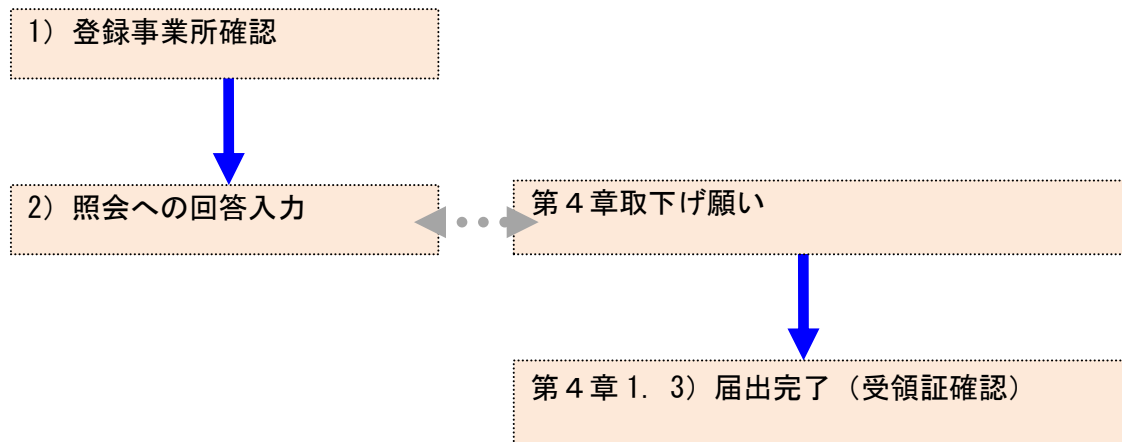 1) 登録事業所確認
2) 照会への回答入力
第４章取下げ願い
第４章 1. 3) 届出完了（受領証確認）